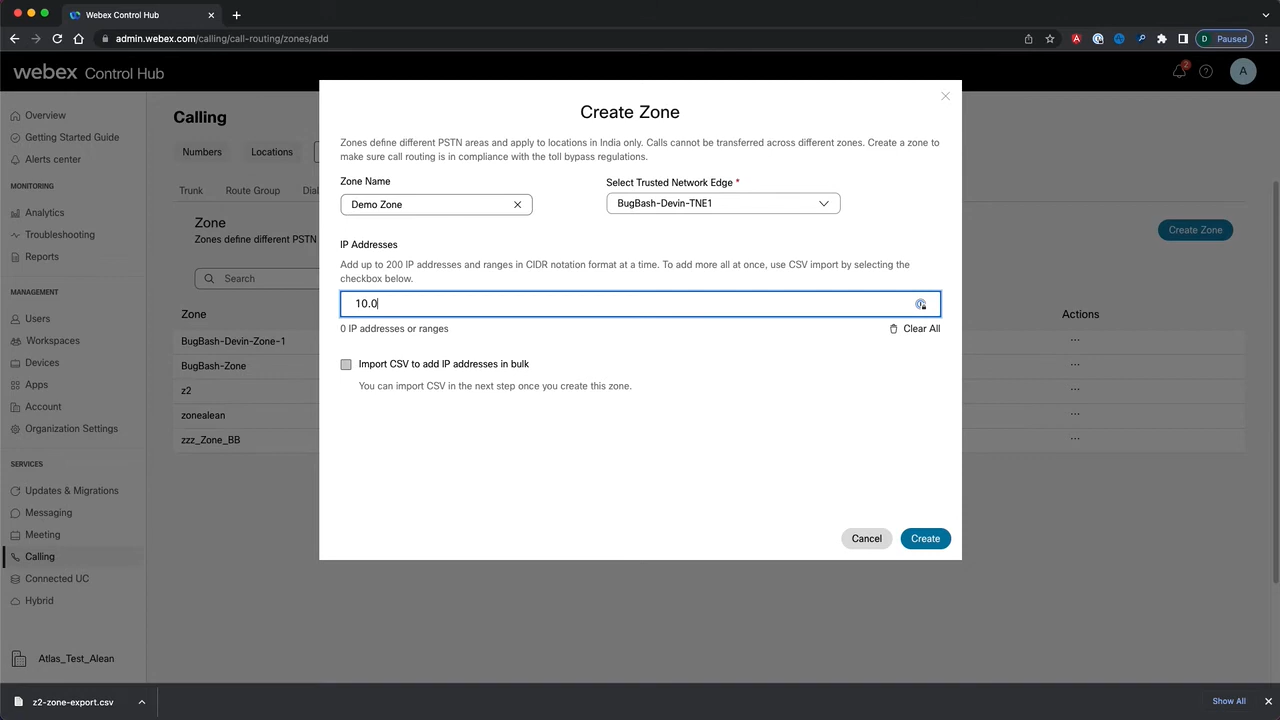 Webex Control Hub
admin.webex.com/calling/call-routing/zones/add
D Paused
webex Control Hub
2
A
Overview
Getting Started Guide
Alerts center
MONITORING
Analytics
Troubleshooting
Reports
MANAGEMENT
Users
Workspaces
Devices
Apps
Account
Organization Settings
SERVICES
Updates & Migrations
Messaging
Meeting
Calling
Connected UC
Hybrid
Atlas_Test_Alean
Calling
Numbers Locations
Trunk Route Group Dial
Zone
Zones define different PSTN
Create Zone
Search
Zone Actions
BugBash-Devin-Zone-1
BugBash-Zone
z2
zonealean
zzz_Zone_BB
Create Zone
Zones define different PSTN areas and apply to locations in India only. Calls cannot be transferred across different zones. Create a zone to
make sure call routing is in compliance with the toll bypass regulations.
Zone Name Select Trusted Network Edge *
Demo Zone BugBash-Devin-TNE1
IP Addresses
Add up to 200 IP addresses and ranges in CIDR notation format at a time. To add more all at once, use CSV import by selecting the
checkbox below.
10.0
0 IP addresses or ranges Clear All
Import CSV to add IP addresses in bulk
You can import CSV in the next step once you create this zone.
Cancel Create
z2-zone-export.csv Show All